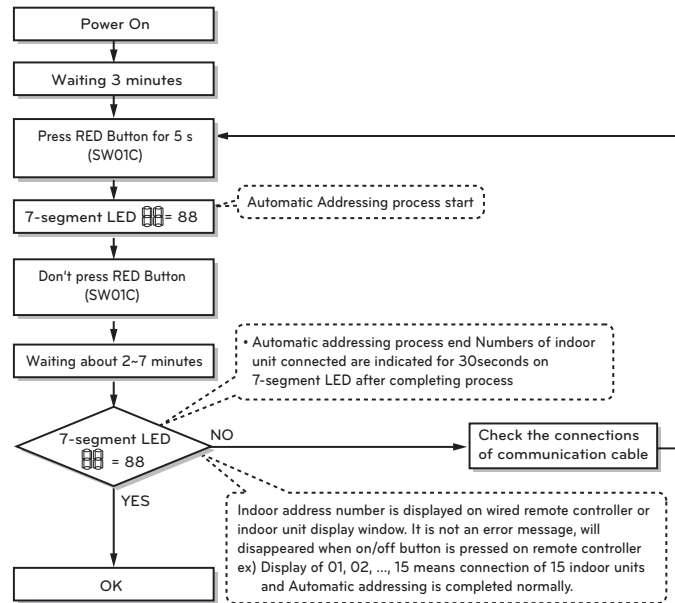 Power On
Waiting 3 minutes
Press RED Button for 5 s
(SW01C)
7-segment LED 88 = 88
Automatic Addressing process start
Don't press RED Button
(SW01C)
Waiting about 2~7 minutes
• Automatic addressing process end Numbers of indoor
unit connected are indicated for 30seconds on
7-segment LED after completing process
7-segment LED
88 = 88
NO
Check the connections
of communication cable
YES
Indoor address number is displayed on wired remote controller or
indoor unit display window. It is not an error message, will
disappeared when on/off button is pressed on remote controller
ex) Display of 01, 02, ..., 15 means connection of 15 indoor units
and Automatic addressing is completed normally.
OK